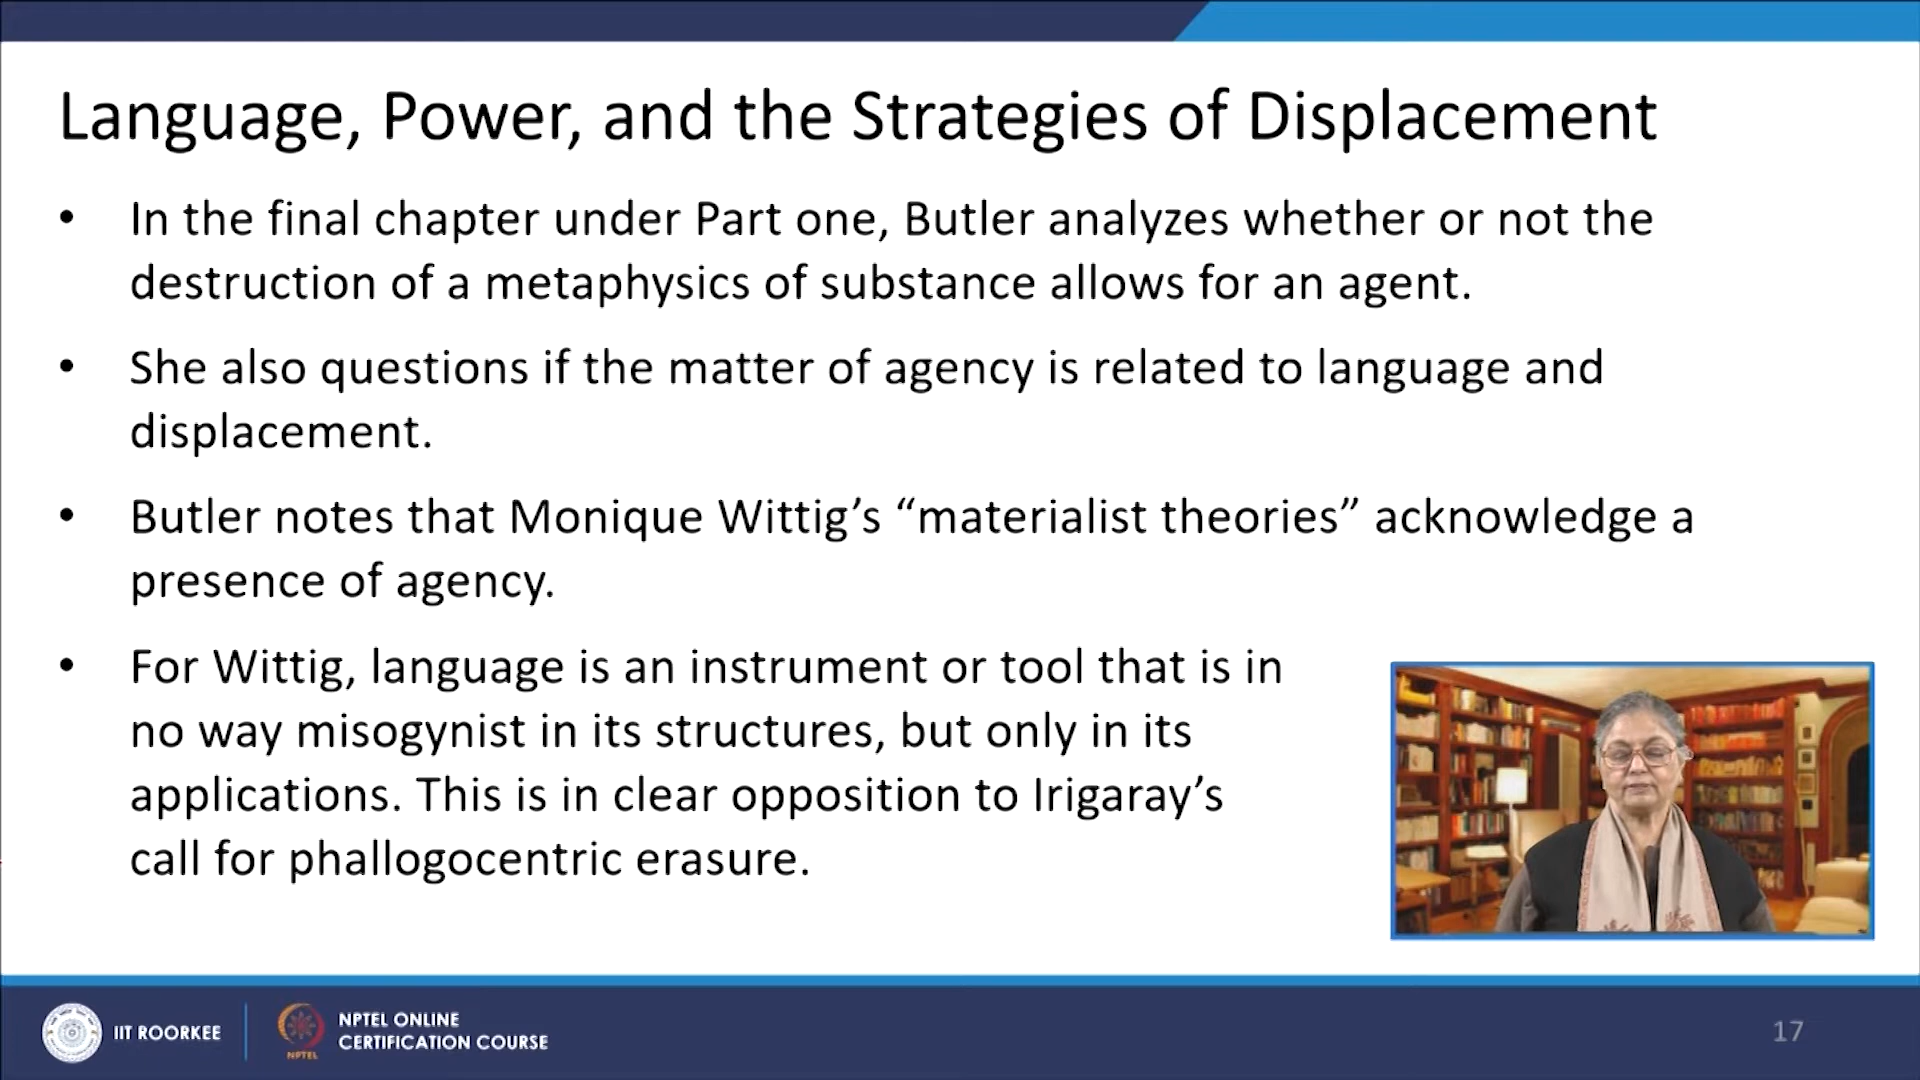 Language, Power, and the Strategies of Displacement
• In the final chapter under Part one, Butler analyzes whether or not the
destruction of a metaphysics of substance allows for an agent.
• She also questions if the matter of agency is related to language and
displacement.
• Butler notes that Monique Wittig’s “materialist theories” acknowledge a
presence of agency.
• For Wittig, language is an instrument or tool that is in
no way misogynist in its structures, but only in its
applications. This is in clear opposition to Irigaray’s
call for phallogocentric erasure.
IIT ROORKEE
NPTEL
NPTEL ONLINE
CERTIFICATION COURSE
17